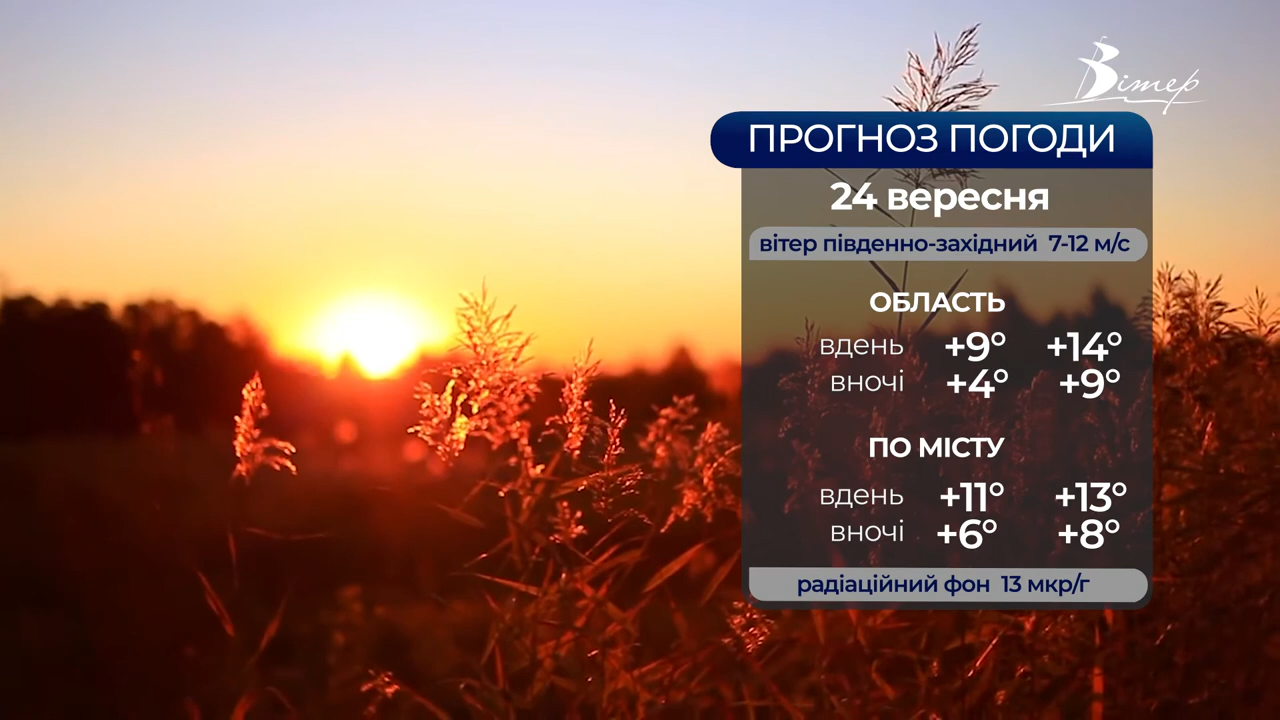 Вітер
ПРОГНОЗ ПОГОДИ
24 вересня
вітер південно-західний 7-12 м/с
ОБЛАСТЬ
вдень +9° +14°
вночі +4° +9°
ПО МІСТУ
вдень +11° +13°
вночі +6° +8°
радіаційний фон 13 мкр/г